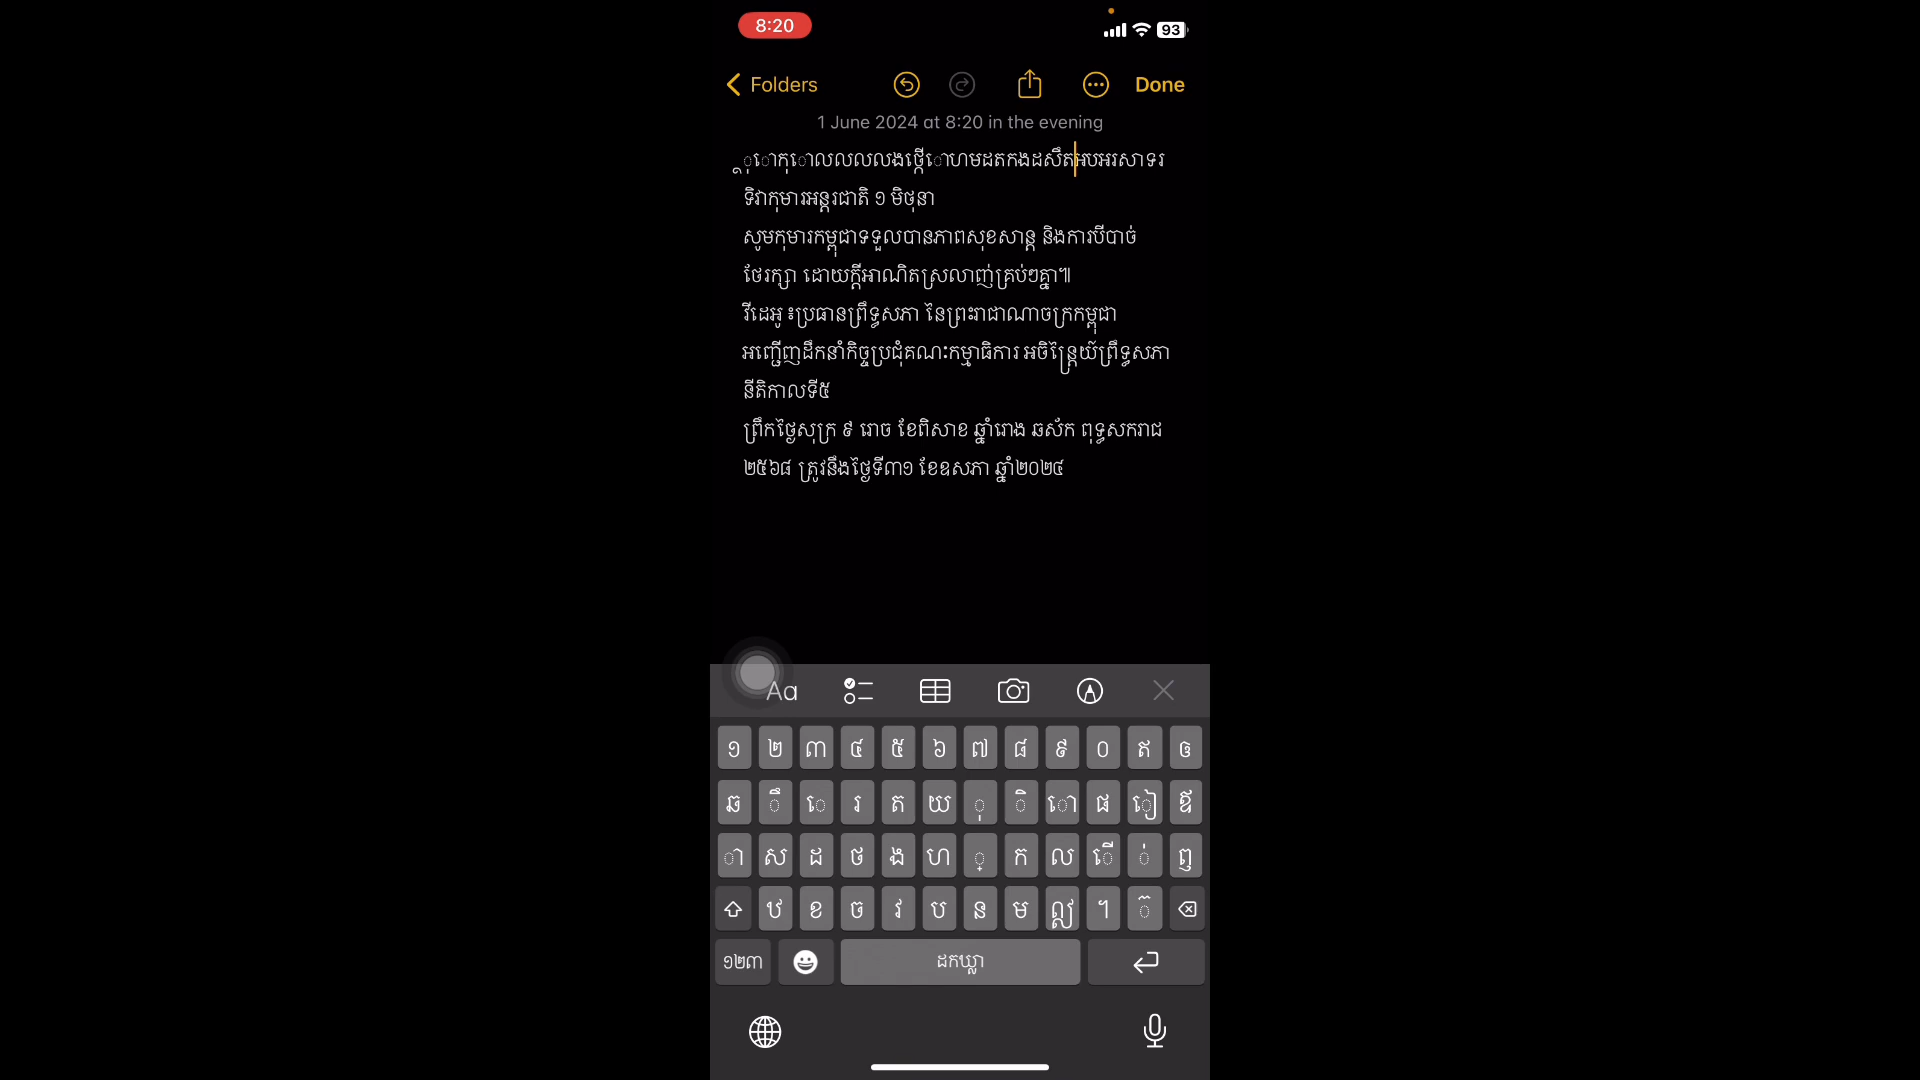 8:20
93
Folders
Done
1 June 2024 at 8:20 in the evening
ទិវាកុមារអន្តរជាតិ ១ មិថុនា
សូមកុមារកម្ពុជាទទួលបានភាពសុខសាន្ត និងការបីបាច់
ថែរក្សា ដោយក្តីអាណិតស្រលាញ់គ្រប់ៗគ្នា៕
វីដេអូ ៖ប្រធានព្រឹទ្ធសភា នៃព្រះរាជាណាចក្រកម្ពុជា
អញ្ជើញដឹកនាំកិច្ចប្រជុំគណៈកម្មាធិការ អចិន្ត្រៃយ៍ព្រឹទ្ធសភា
នីតិកាលទី៥
ព្រឹកថ្ងៃសុក្រ ៩ រោច ខែពិសាខ ឆ្នាំរោង ឆស័ក ពុទ្ធសករាជ
២៥៦៨ ត្រូវនឹងថ្ងៃទី៣១ ខែឧសភា ឆ្នាំ២០២៤
Aa
១ ២ ៣ ៤ ៥ ៦ ៧ ៨ ៩ ០ ឥ ឲ
ឆ ឹ េ រ ត យ ុ ិ ោ ផ ៀ ឪ
ា ស ដ ថ ង ហ ្ ក ល ើ ់ ឭ
ឋ ខ ច វ ប ន ម ឦ ។ ៊
១២៣ ដកឃ្លា